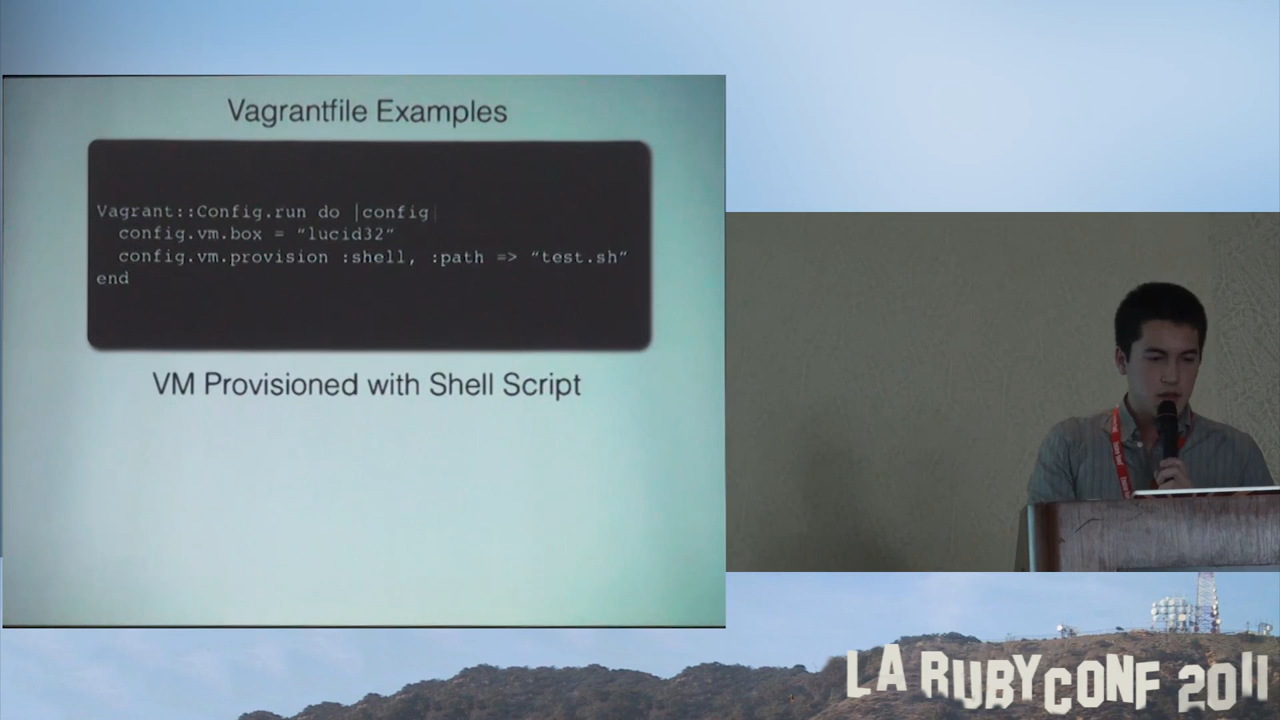 Vagrantfile Examples
Vagrant::Config.run do |config|
  config.vm.box = “lucid32”
  config.vm.provision :shell, :path => “test.sh”
end
VM Provisioned with Shell Script
LA RUBYCONF 2011